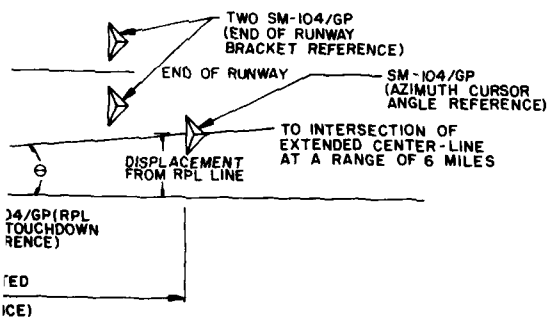 TWO SM-104/GP
(END OF RUNWAY
BRACKET REFERENCE)
END OF RUNWAY
SM-104/GP
(AZIMUTH CURSOR
ANGLE REFERENCE)
TO INTERSECTION OF
EXTENDED CENTER-LINE
AT A RANGE OF 6 MILES
DISPLACEMENT
FROM RPL LINE
Θ
04/GP(RPL
TOUCHDOWN
RENCE)
TED
ICE)